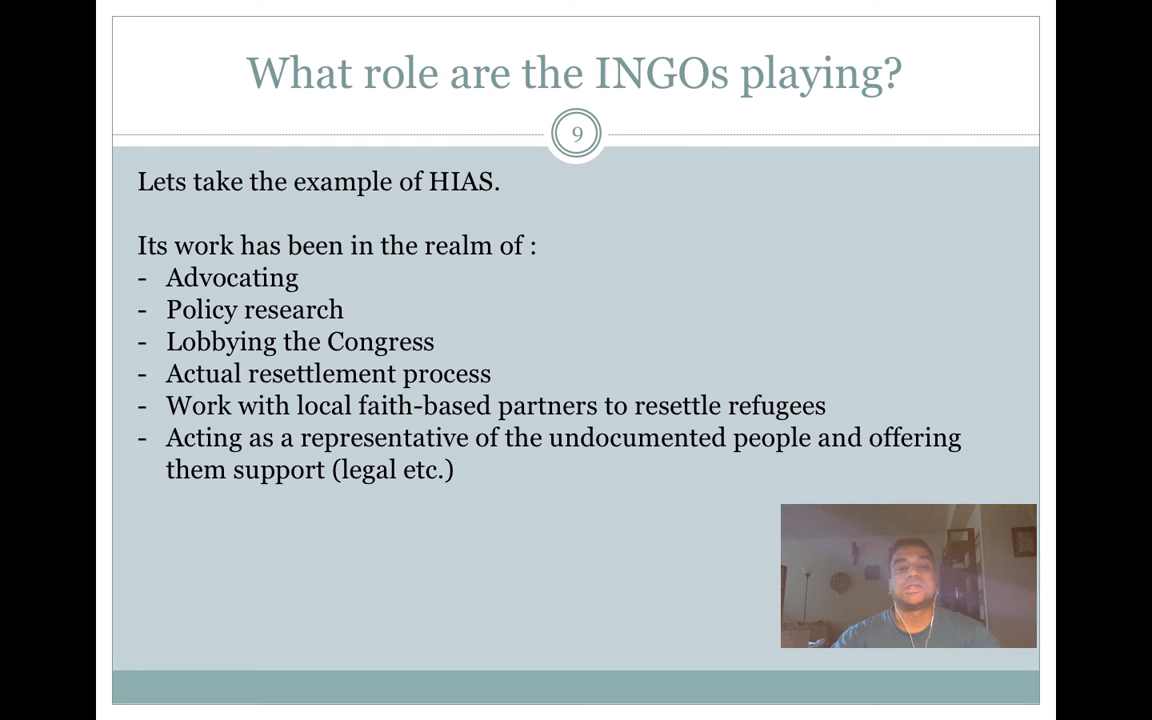 What role are the INGOs playing?
9
Lets take the example of HIAS.
Its work has been in the realm of :
- Advocating
- Policy research
- Lobbying the Congress
- Actual resettlement process
- Work with local faith-based partners to resettle refugees
- Acting as a representative of the undocumented people and offering
them support (legal etc.)